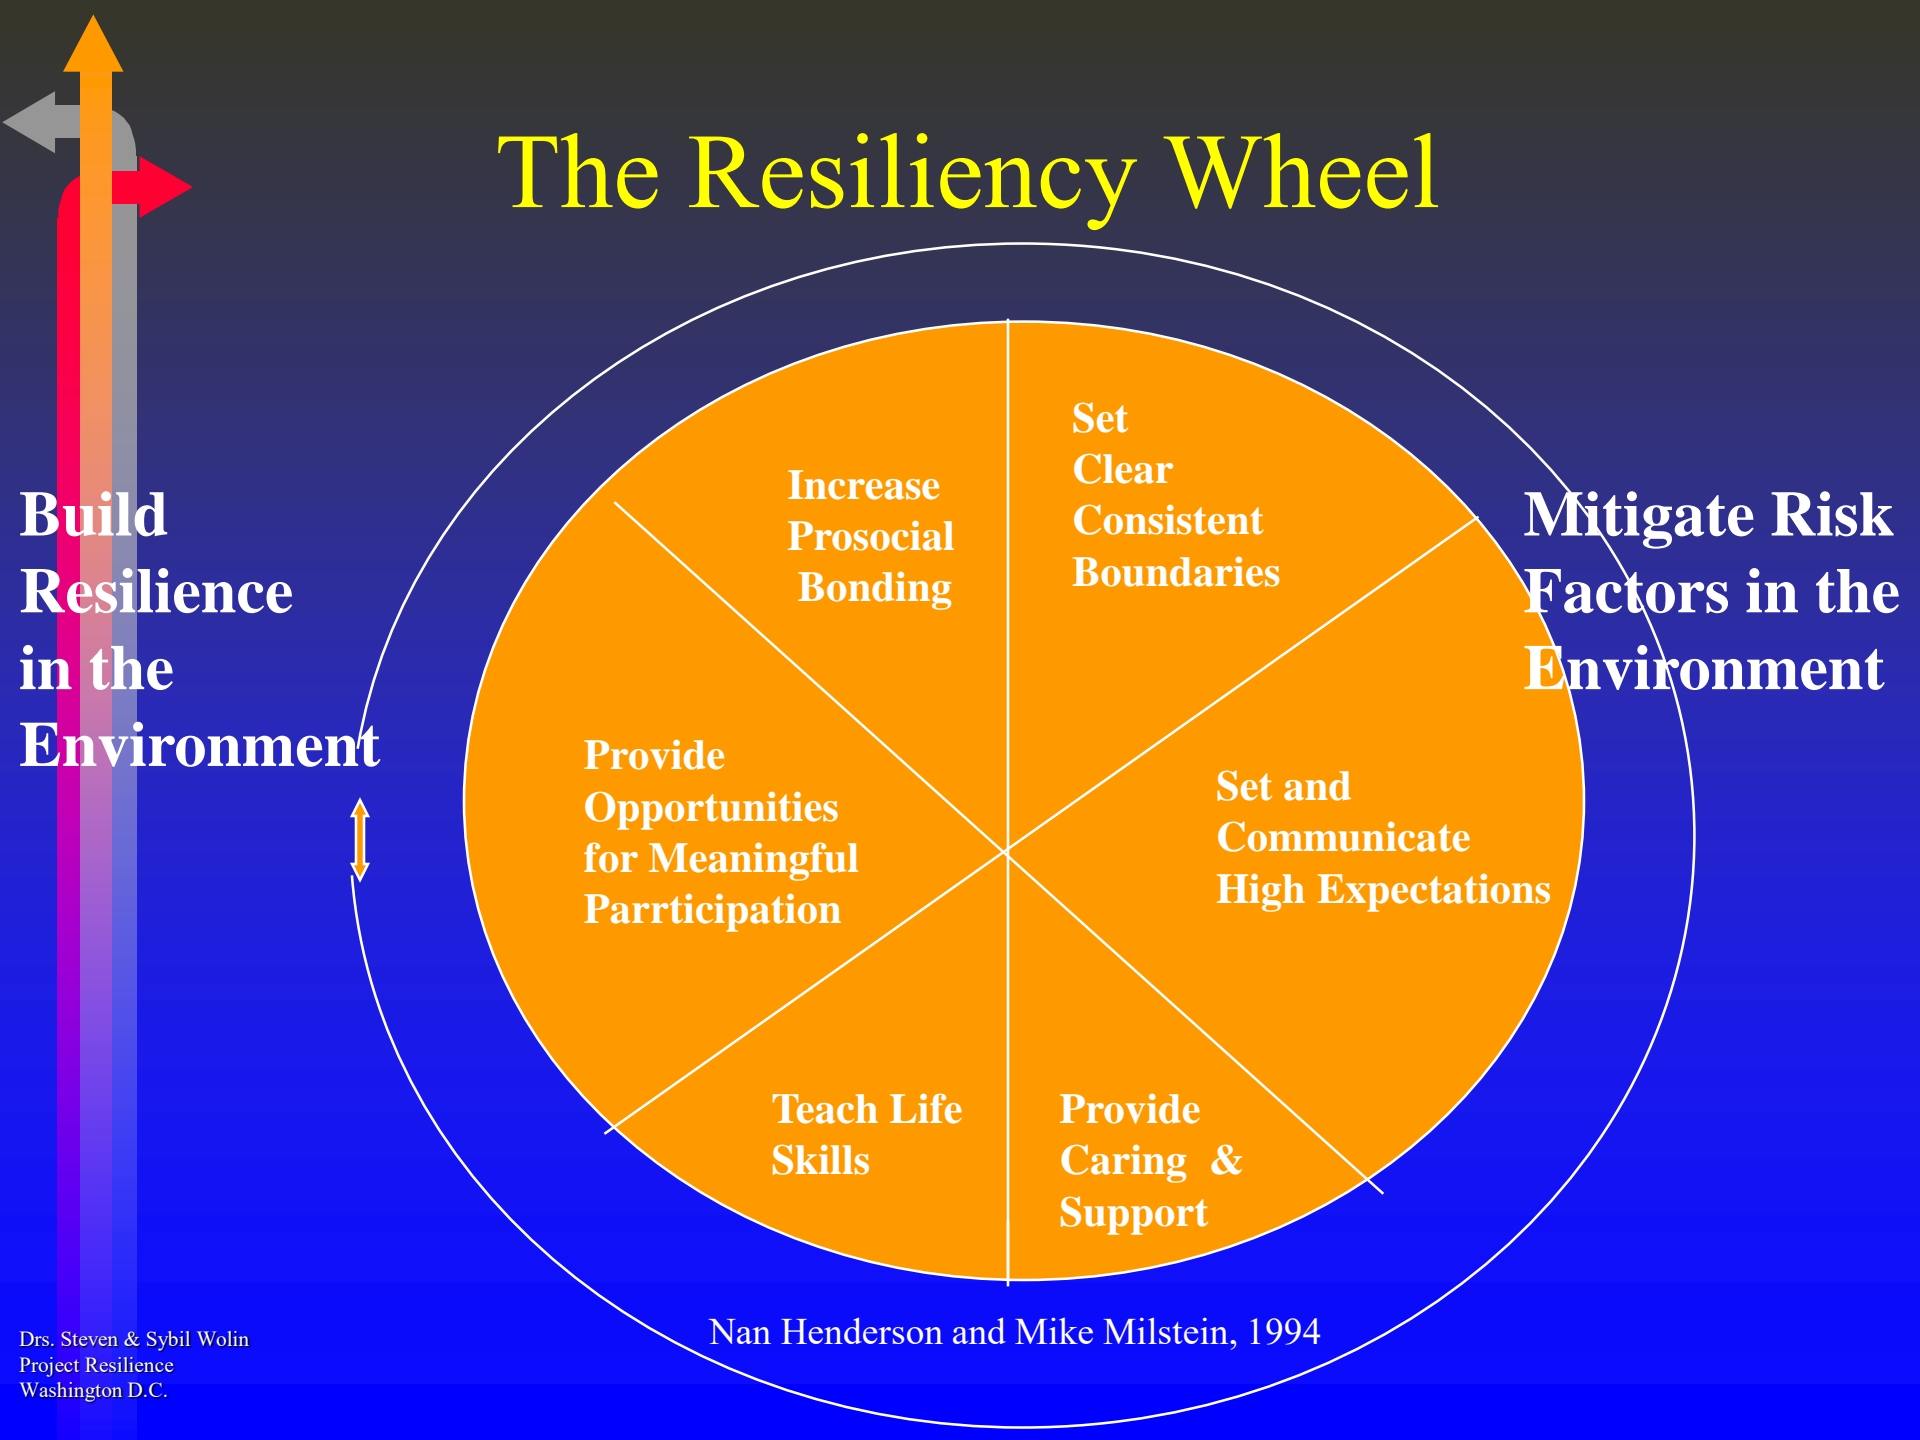 The Resiliency Wheel
Build
Resilience
in the
Environment
Increase
Prosocial
Bonding
Set
Clear
Consistent
Boundaries
Mitigate Risk
Factors in the
Environment
Provide
Opportunities
for Meaningful
Parrticipation
Set and
Communicate
High Expectations
Teach Life
Skills
Provide
Caring &
Support
Nan Henderson and Mike Milstein, 1994
Drs. Steven & Sybil Wolin
Project Resilience
Washington D.C.